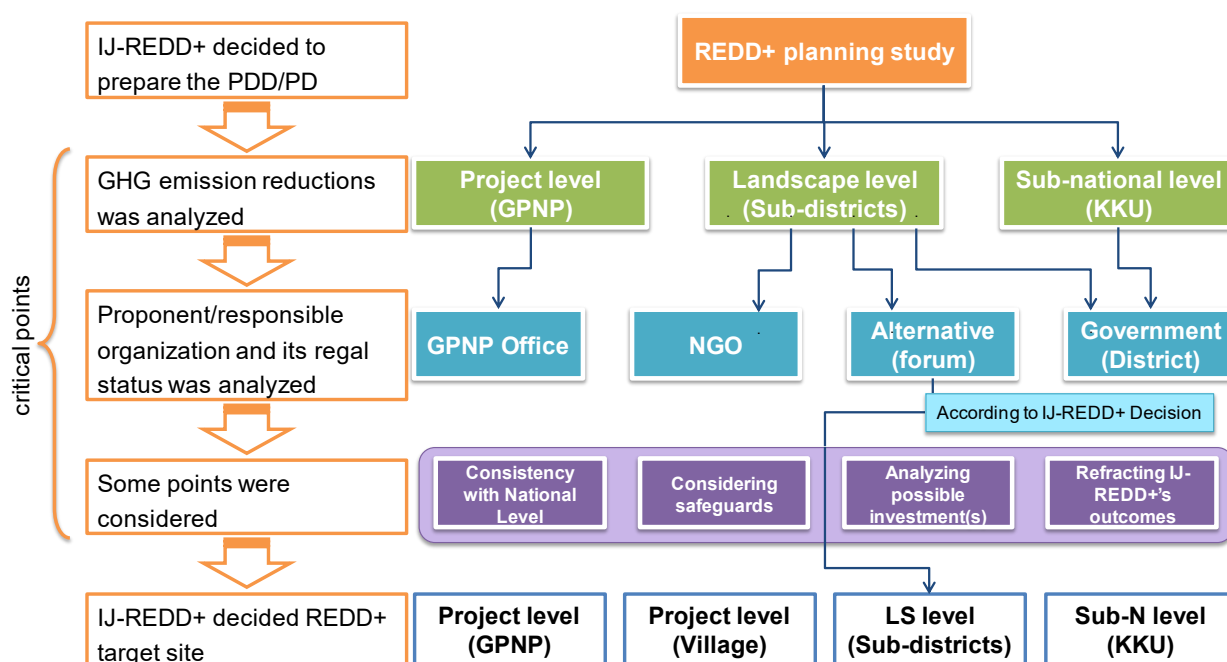 IJ-REDD+ decided to
prepare the PDD/PD
REDD+ planning study
critical points
GHG emission reductions
was analyzed
Project level
(GPNP)
Landscape level
(Sub-districts)
Sub-national level
(KKU)
Proponent/responsible
organization and its regal
status was analyzed
GPNP Office
NGO
Alternative
(forum)
Government
(District)
According to IJ-REDD+ Decision
Some points were
considered
Consistency
with National
Level
Considering
safeguards
Analyzing
possible
investment(s)
Refracting IJ-
REDD+'s
outcomes
IJ-REDD+ decided REDD+
target site
Project level
(GPNP)
Project level
(Village)
LS level
(Sub-districts)
Sub-N level
(KKU)